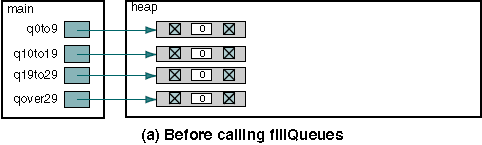 main
heap
q0to9
0
q10to19
0
q19to29
0
qover29
0
(a) Before calling fillQueues